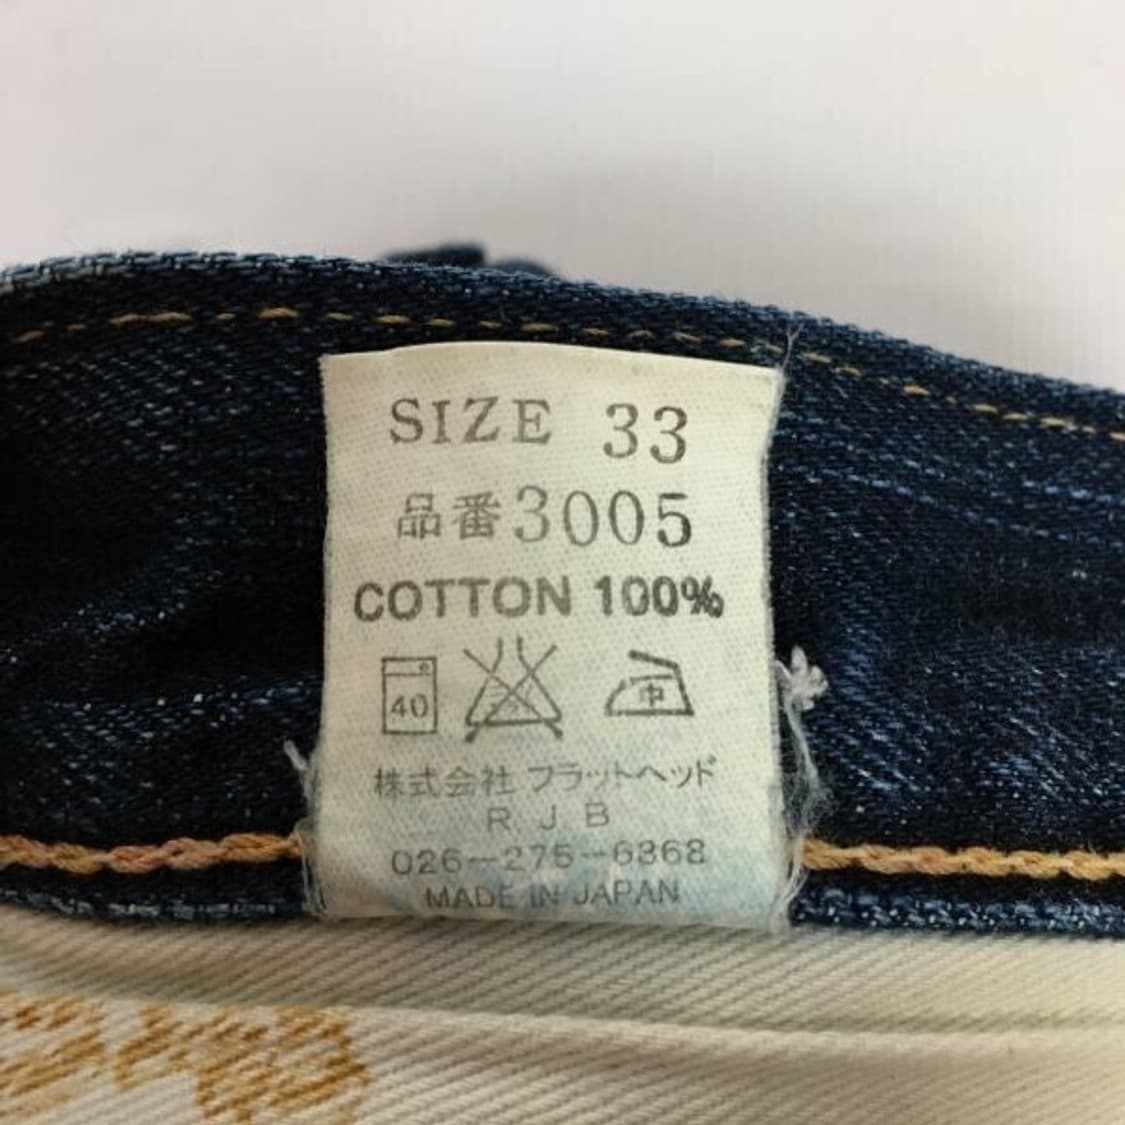 SIZE 33
品番3005
COTTON 100%
40 中
株式会社 フラットヘッド
R J B
026-275-6868
MADE IN JAPAN